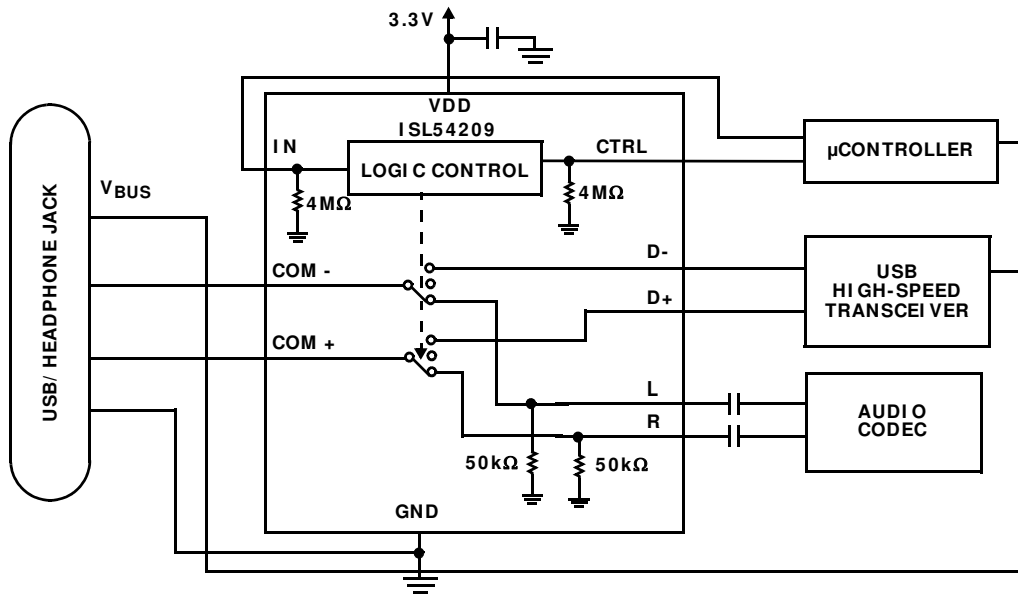 3.3V
VDD
ISL54209
IN
LOGIC CONTROL
CTRL
µCONTROLLER
4MΩ
4MΩ
VBUS
USB/ HEADPHONE JACK
COM -
D-
USB
HIGH-SPEED
TRANSCEIVER
D+
COM +
L
R
AUDIO
CODEC
50kΩ
50kΩ
GND